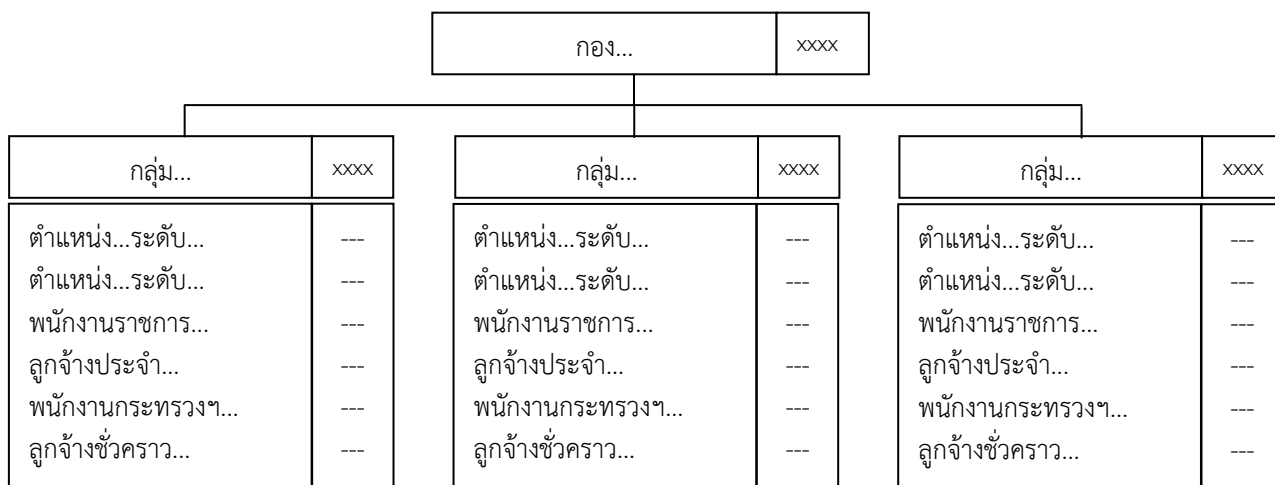 กอง... xxxx
กลุ่ม... xxxx
ตำแหน่ง...ระดับ... ---
ตำแหน่ง...ระดับ... ---
พนักงานราชการ... ---
ลูกจ้างประจำ... ---
พนักงานกระทรวงฯ... ---
ลูกจ้างชั่วคราว... ---
กลุ่ม... xxxx
ตำแหน่ง...ระดับ... ---
ตำแหน่ง...ระดับ... ---
พนักงานราชการ... ---
ลูกจ้างประจำ... ---
พนักงานกระทรวงฯ... ---
ลูกจ้างชั่วคราว... ---
กลุ่ม... xxxx
ตำแหน่ง...ระดับ... ---
ตำแหน่ง...ระดับ... ---
พนักงานราชการ... ---
ลูกจ้างประจำ... ---
พนักงานกระทรวงฯ... ---
ลูกจ้างชั่วคราว... ---